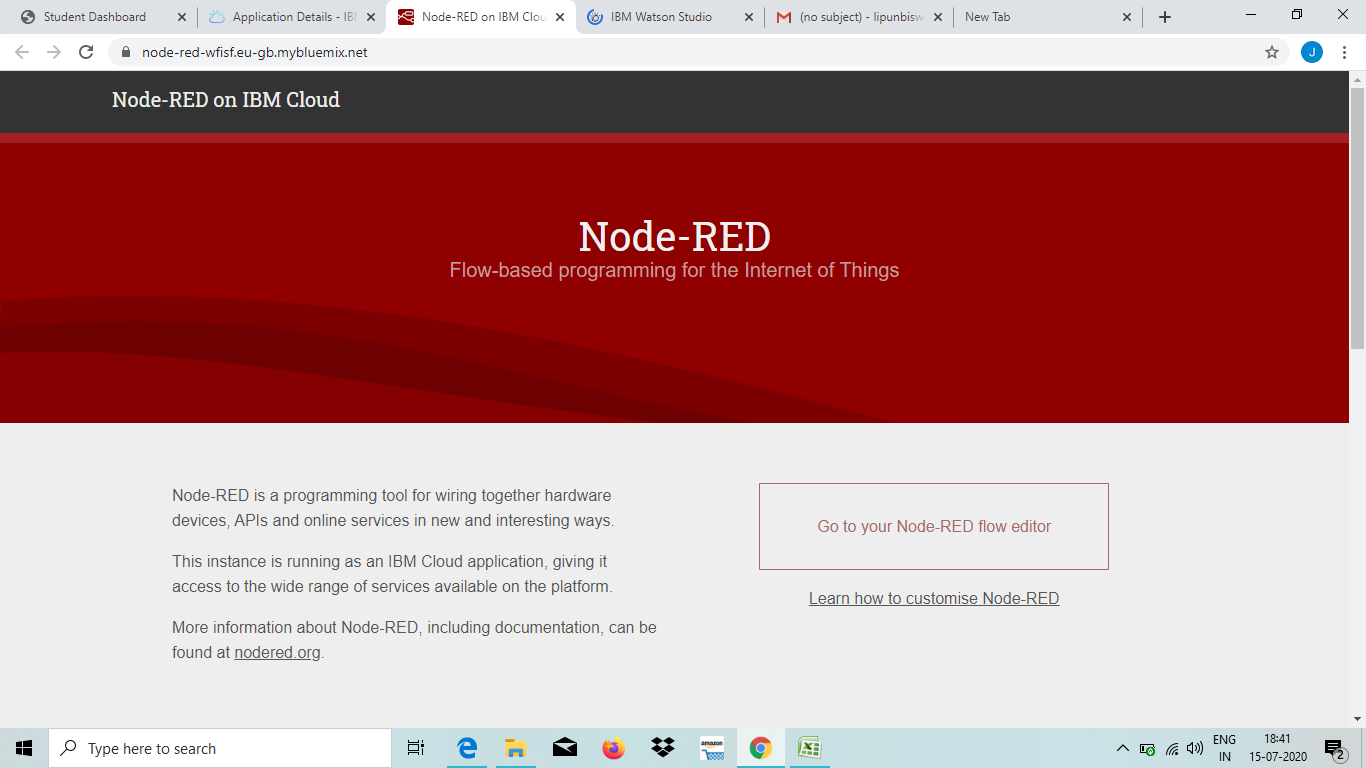 Student Dashboard
Application Details - IBM
Node-RED on IBM Clou
IBM Watson Studio
(no subject) - lipunbisw
New Tab
node-red-wfisf.eu-gb.mybluemix.net
J
Node-RED on IBM Cloud
Node-RED
Flow-based programming for the Internet of Things
Node-RED is a programming tool for wiring together hardware
devices, APIs and online services in new and interesting ways.
This instance is running as an IBM Cloud application, giving it
access to the wide range of services available on the platform.
More information about Node-RED, including documentation, can be
found at nodered.org.
Go to your Node-RED flow editor
Learn how to customise Node-RED
Type here to search
amazon
ENG
IN
18:41
15-07-2020
2